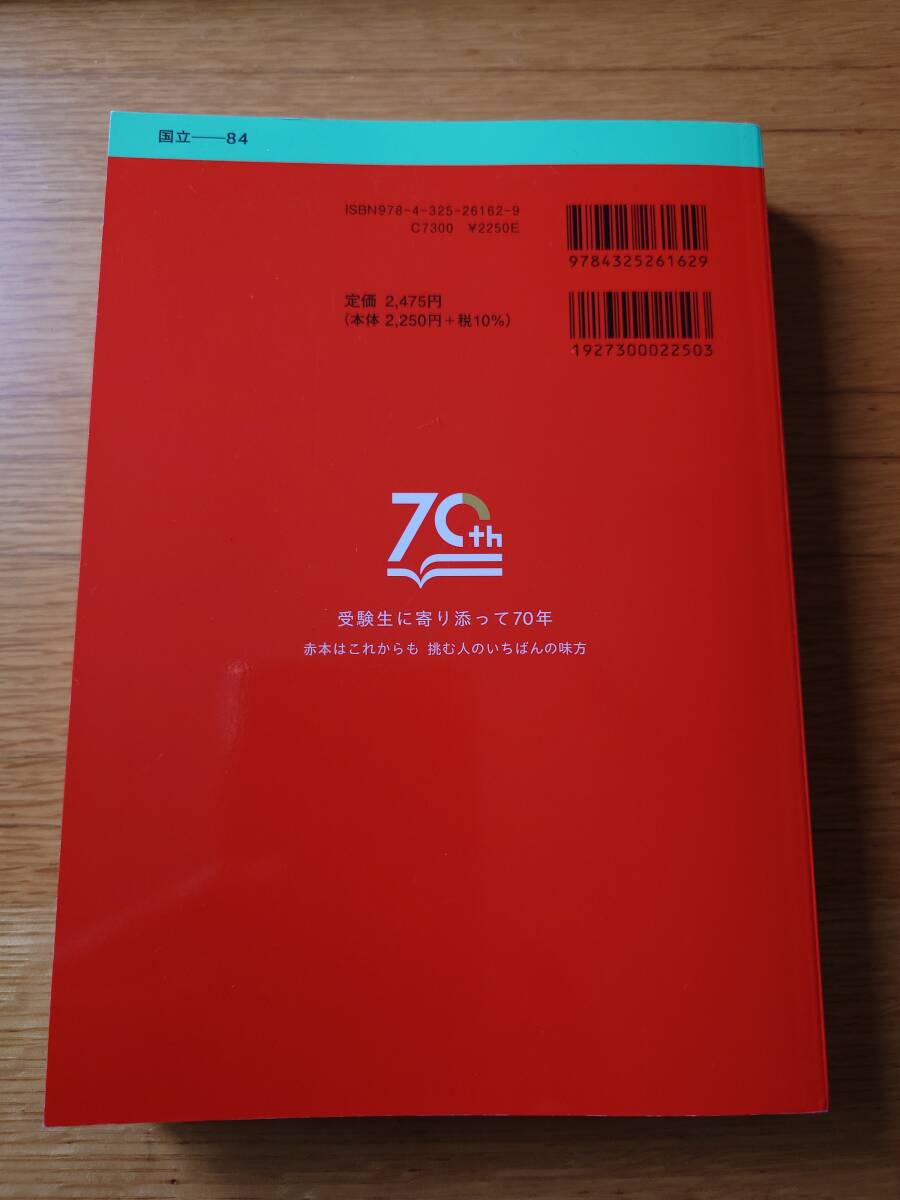 国立――84
ISBN978-4-325-26162-9
C7300 ¥2250E
9784325261629
定価 2,475円
(本体 2,250円+税10%)
1927300022503
70th
受験生に寄り添って70年
赤本はこれからも 挑む人のいちばんの味方